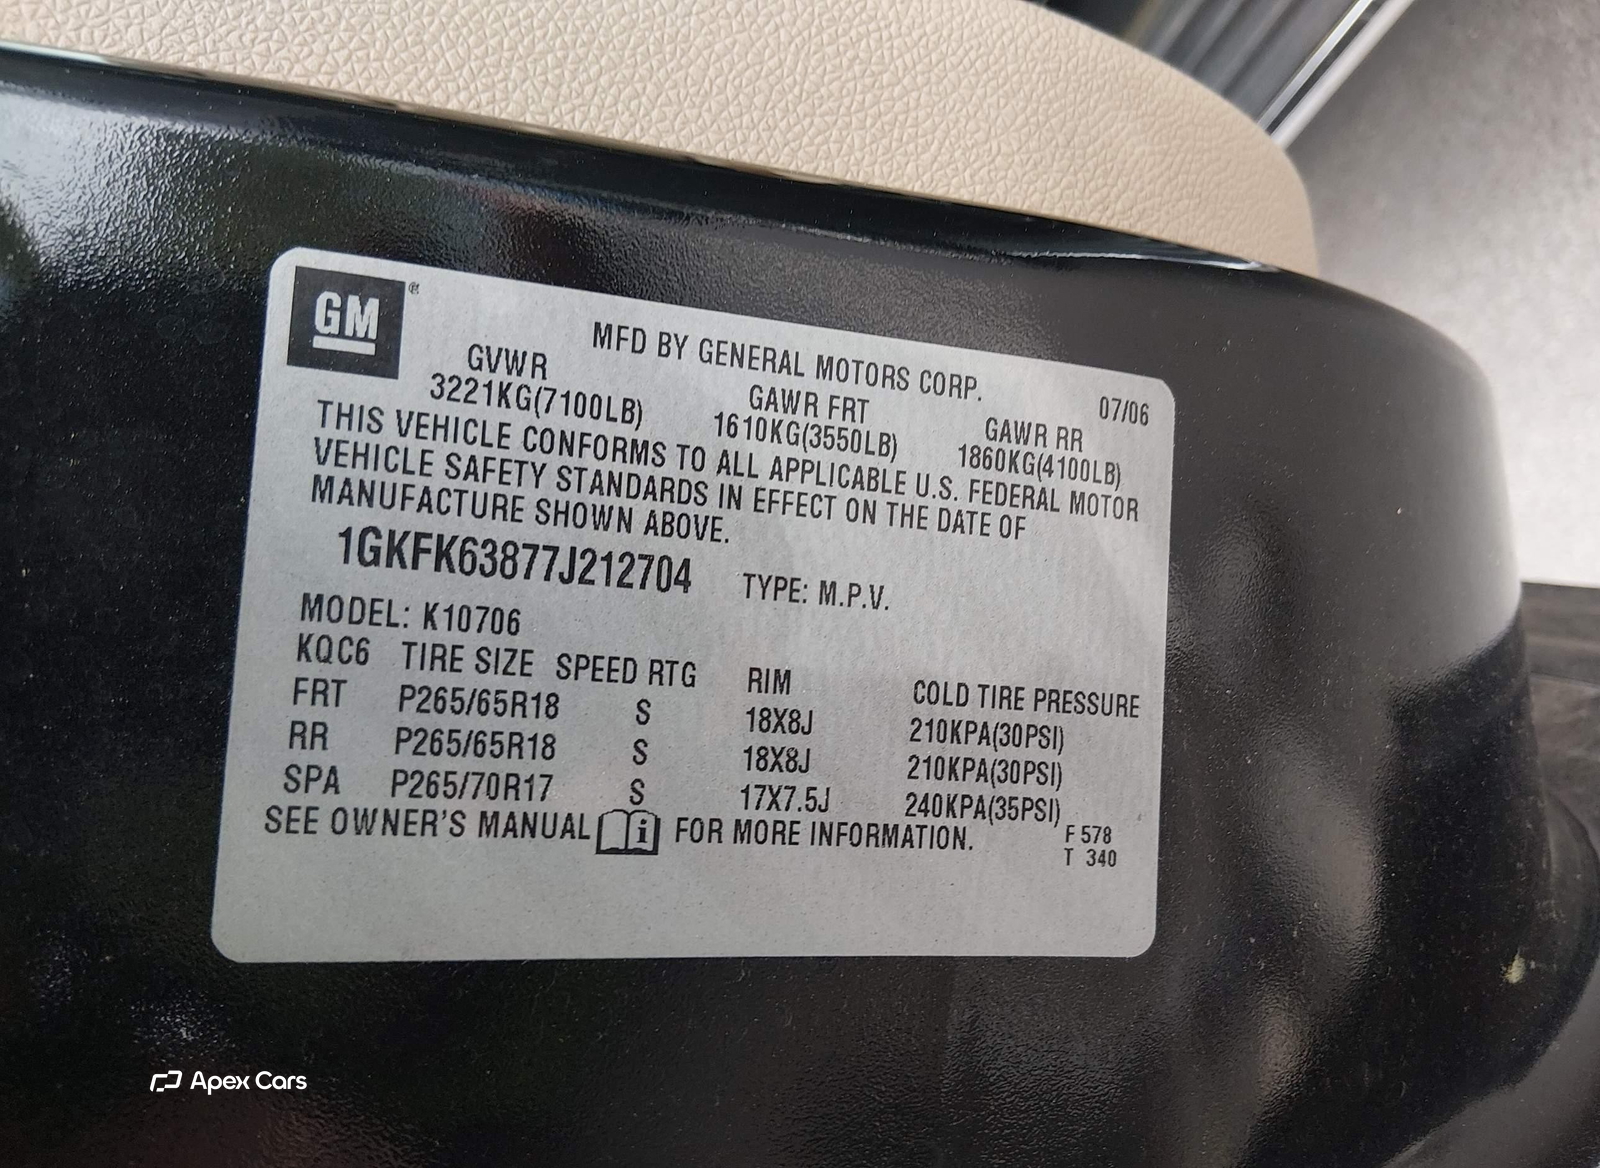 GM®
MFD BY GENERAL MOTORS CORP. 07/06
GVWR GAWR FRT GAWR RR
3221KG(7100LB) 1610KG(3550LB) 1860KG(4100LB)
THIS VEHICLE CONFORMS TO ALL APPLICABLE U.S. FEDERAL MOTOR
VEHICLE SAFETY STANDARDS IN EFFECT ON THE DATE OF
MANUFACTURE SHOWN ABOVE.
1GKFK63877J212704 TYPE: M.P.V.
MODEL: K10706
KQC6 TIRE SIZE SPEED RTG RIM COLD TIRE PRESSURE
FRT P265/65R18 S 18X8J 210KPA(30PSI)
RR P265/65R18 S 18X8J 210KPA(30PSI)
SPA P265/70R17 S 17X7.5J 240KPA(35PSI)
SEE OWNER'S MANUAL i FOR MORE INFORMATION. F 578
T 340
Apex Cars